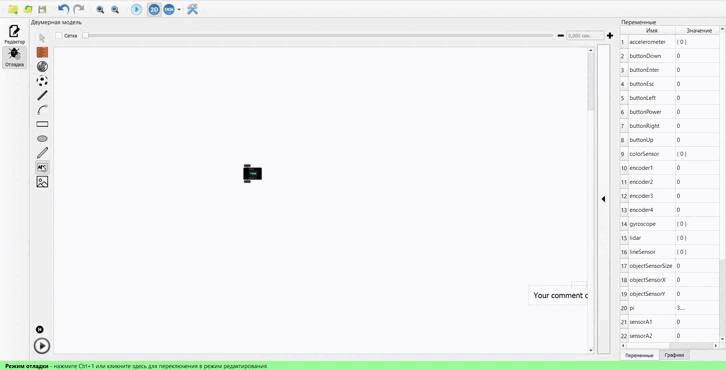 2D
TRIK
Двумерная модель
Переменные
Редактор
Отладка
Сетка
0,000 сек.
Имя
Значение
1 accelerometer ( 0 )
2 buttonDown 0
3 buttonEnter 0
4 buttonEsc 0
5 buttonLeft 0
6 buttonPower 0
7 buttonRight 0
8 buttonUp 0
9 colorSensor ( 0 )
10 encoder1 0
11 encoder2 0
12 encoder3 0
13 encoder4 0
14 gyroscope ( 0 )
15 lidar ( 0 )
16 lineSensor ( 0 )
17 objectSensorSize 0
18 objectSensorX 0
19 objectSensorY 0
20 pi 3...
21 sensorA1 0
22 sensorA2 0
Your comment
Переменные
Графики
Режим отладки - нажмите Ctrl+1 или кликните здесь для переключения в режим редактирования